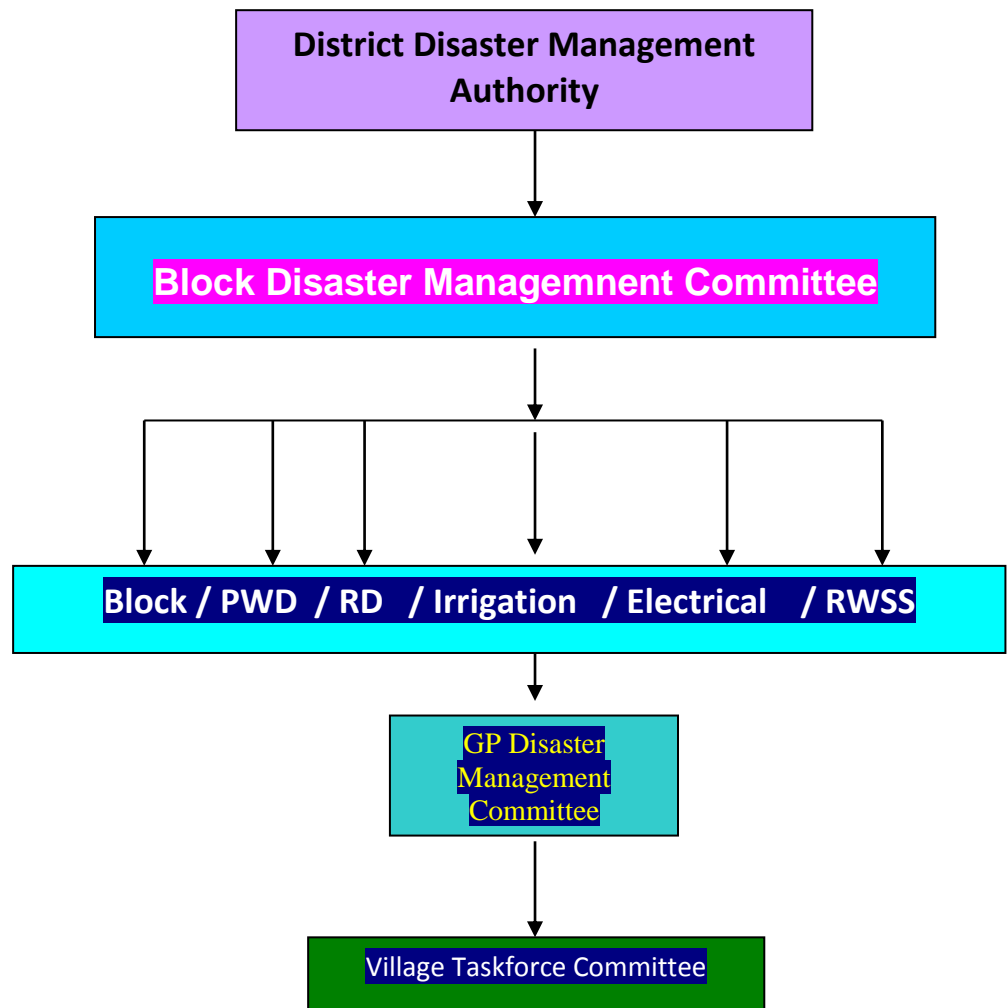 District Disaster Management
Authority
Block Disaster Managemnent Committee
Block / PWD / RD / Irrigation / Electrical / RWSS
GP Disaster
Management
Committee
Village Taskforce Committee